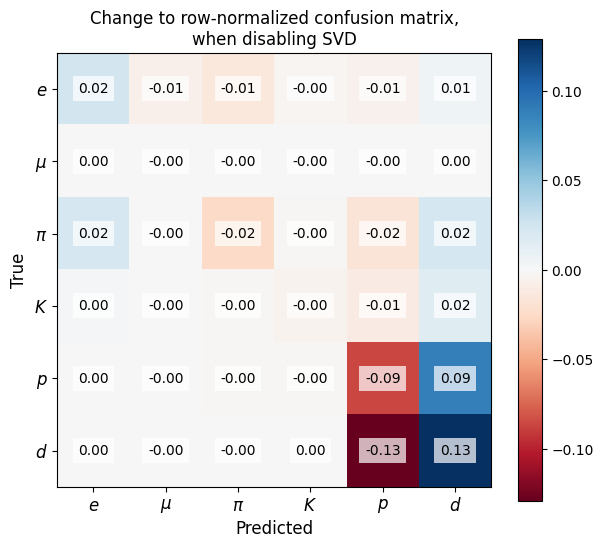 Change to row-normalized confusion matrix,
when disabling SVD
e 0.02 -0.01 -0.01 -0.00 -0.01 0.01
μ 0.00 -0.00 -0.00 -0.00 -0.00 0.00
π 0.02 -0.00 -0.02 -0.00 -0.02 0.02
K 0.00 -0.00 -0.00 -0.00 -0.01 0.02
p 0.00 -0.00 -0.00 -0.00 -0.09 0.09
d 0.00 -0.00 -0.00 0.00 -0.13 0.13
e μ π K p d
Predicted
True
0.10
0.05
0.00
−0.05
−0.10